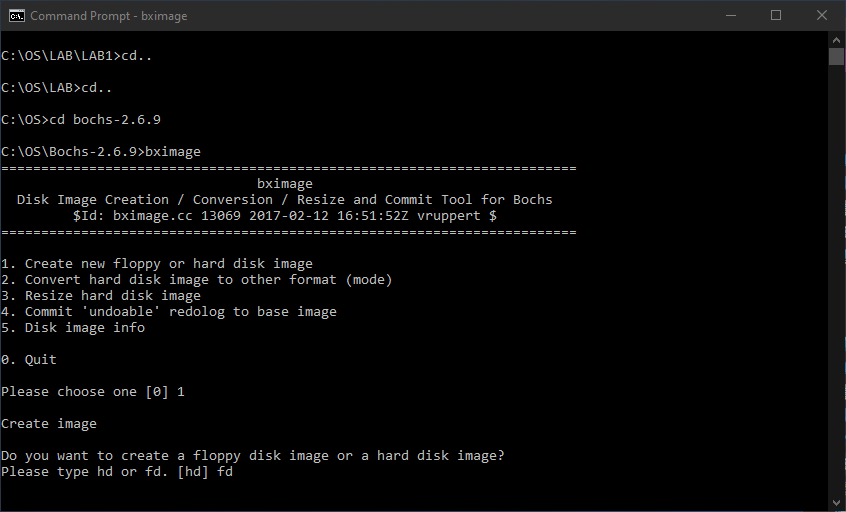 Command Prompt - bximage
C:\OS\LAB\LAB1>cd..
C:\OS\LAB>cd..
C:\OS>cd bochs-2.6.9
C:\OS\Bochs-2.6.9>bximage
========================================================================
bximage
Disk Image Creation / Conversion / Resize and Commit Tool for Bochs
$Id: bximage.cc 13069 2017-02-12 16:51:52Z vruppert $
========================================================================
1. Create new floppy or hard disk image
2. Convert hard disk image to other format (mode)
3. Resize hard disk image
4. Commit 'undoable' redolog to base image
5. Disk image info
0. Quit
Please choose one [0] 1
Create image
Do you want to create a floppy disk image or a hard disk image?
Please type hd or fd. [hd] fd